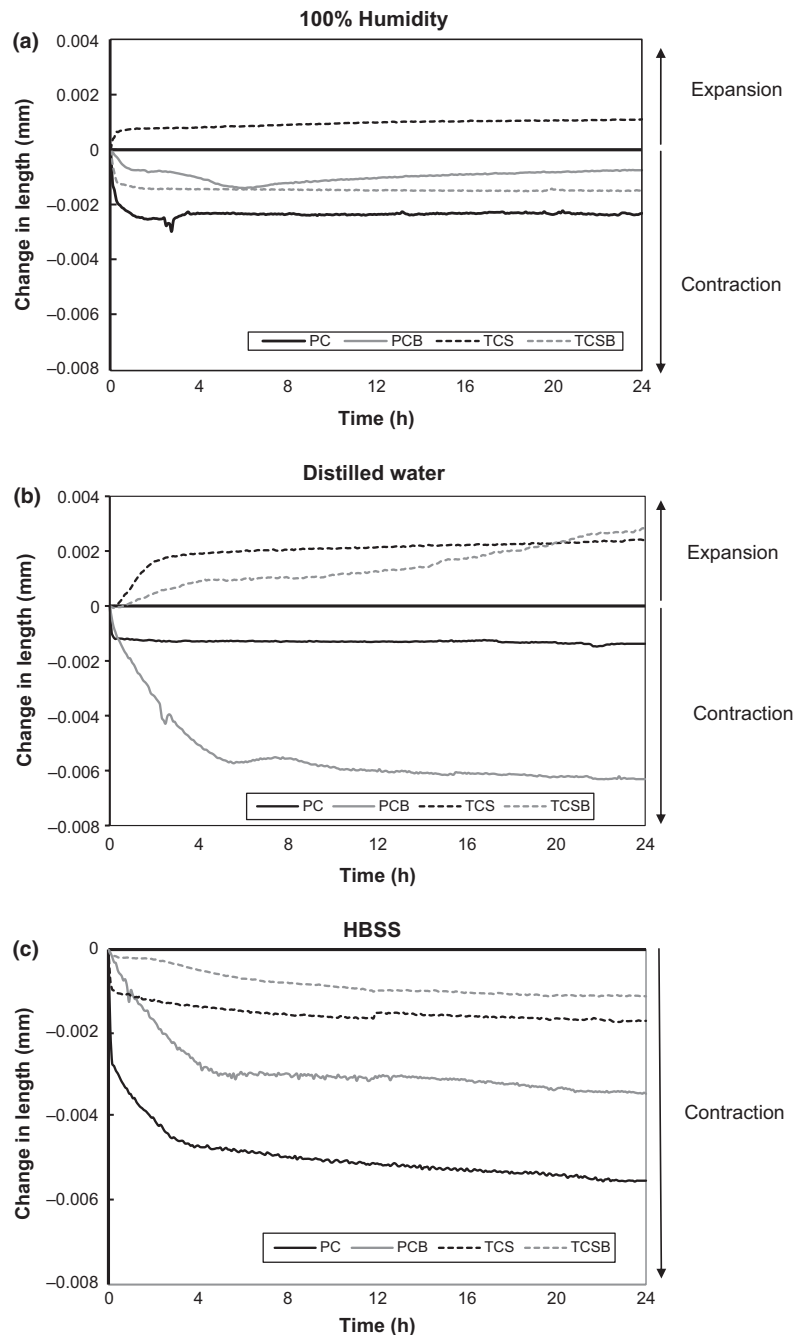 100% Humidity
(a)
Change in length (mm)
0.004
0.002
0
–0.002
–0.004
–0.006
–0.008
Expansion
Contraction
PC PCB TCS TCSB
0 4 8 12 16 20 24
Time (h)
Distilled water
(b)
Change in length (mm)
0.004
0.002
0
–0.002
–0.004
–0.006
–0.008
Expansion
Contraction
PC PCB TCS TCSB
0 4 8 12 16 20 24
Time (h)
HBSS
(c)
Change in length (mm)
0
–0.002
–0.004
–0.006
–0.008
Contraction
PC PCB TCS TCSB
0 4 8 12 16 20 24
Time (h)